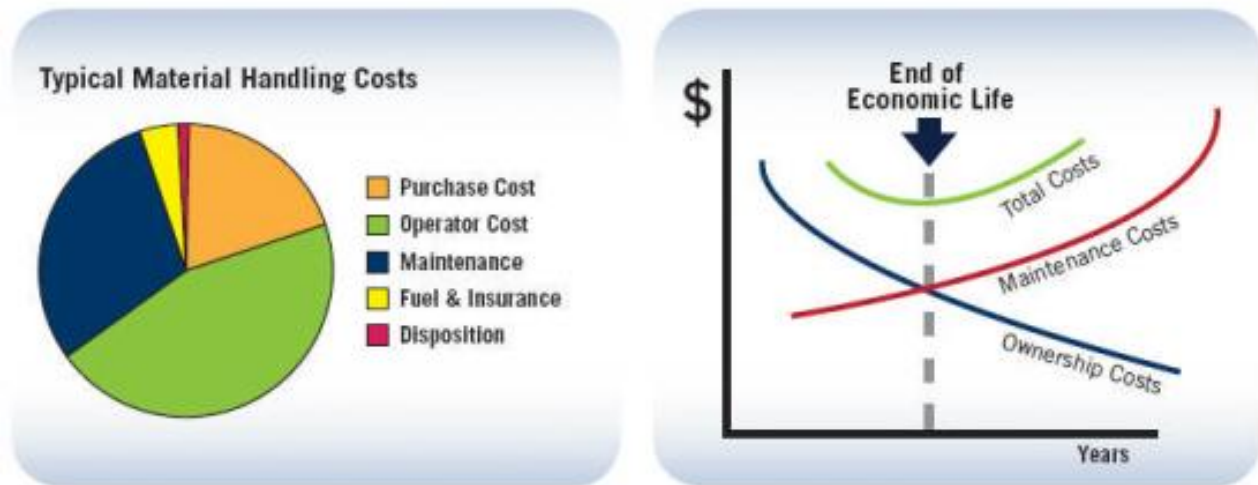 Typical Material Handling Costs
Purchase Cost
Operator Cost
Maintenance
Fuel & Insurance
Disposition
$
End of
Economic Life
Total Costs
Maintenance Costs
Ownership Costs
Years